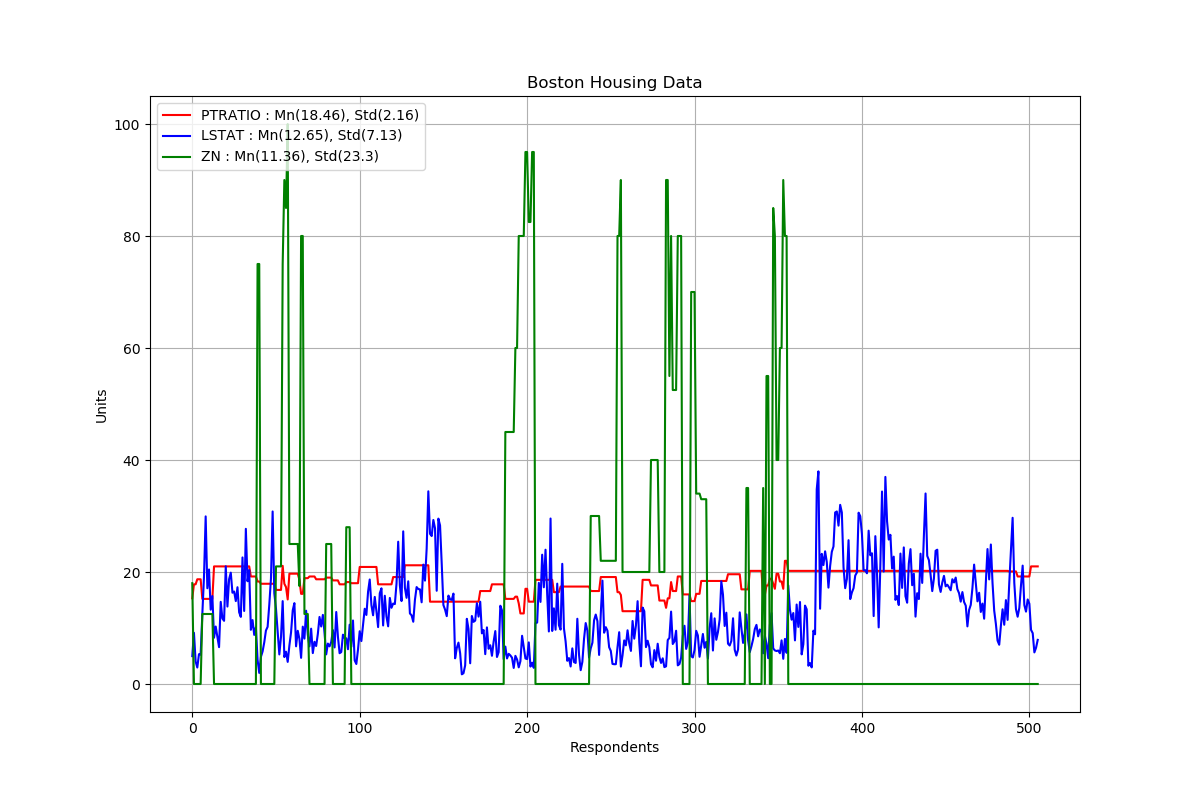 Boston Housing Data
PTRATIO : Mn(18.46), Std(2.16)
LSTAT : Mn(12.65), Std(7.13)
ZN : Mn(11.36), Std(23.3)
100
80
60
40
20
0
Units
0 100 200 300 400 500
Respondents